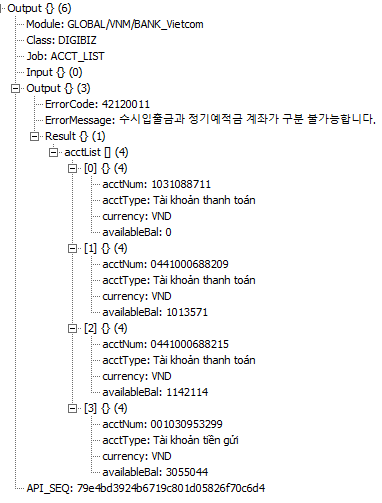 Output {} (6)
Module: GLOBAL/VNM/BANK_Vietcom
Class: DIGIBIZ
Job: ACCT_LIST
Input {} (0)
Output {} (3)
ErrorCode: 42120011
ErrorMessage: 수시입출금과 정기예적금 계좌가 구분 불가능합니다.
Result {} (1)
acctList [] (4)
[0] {} (4)
acctNum: 1031088711
acctType: Tài khoản thanh toán
currency: VND
availableBal: 0
[1] {} (4)
acctNum: 0441000688209
acctType: Tài khoản thanh toán
currency: VND
availableBal: 1013571
[2] {} (4)
acctNum: 0441000688215
acctType: Tài khoản thanh toán
currency: VND
availableBal: 1142114
[3] {} (4)
acctNum: 001030953299
acctType: Tài khoản tiền gửi
currency: VND
availableBal: 3055044
API_SEQ: 79e4bd3924b6719c801d05826f70c6d4